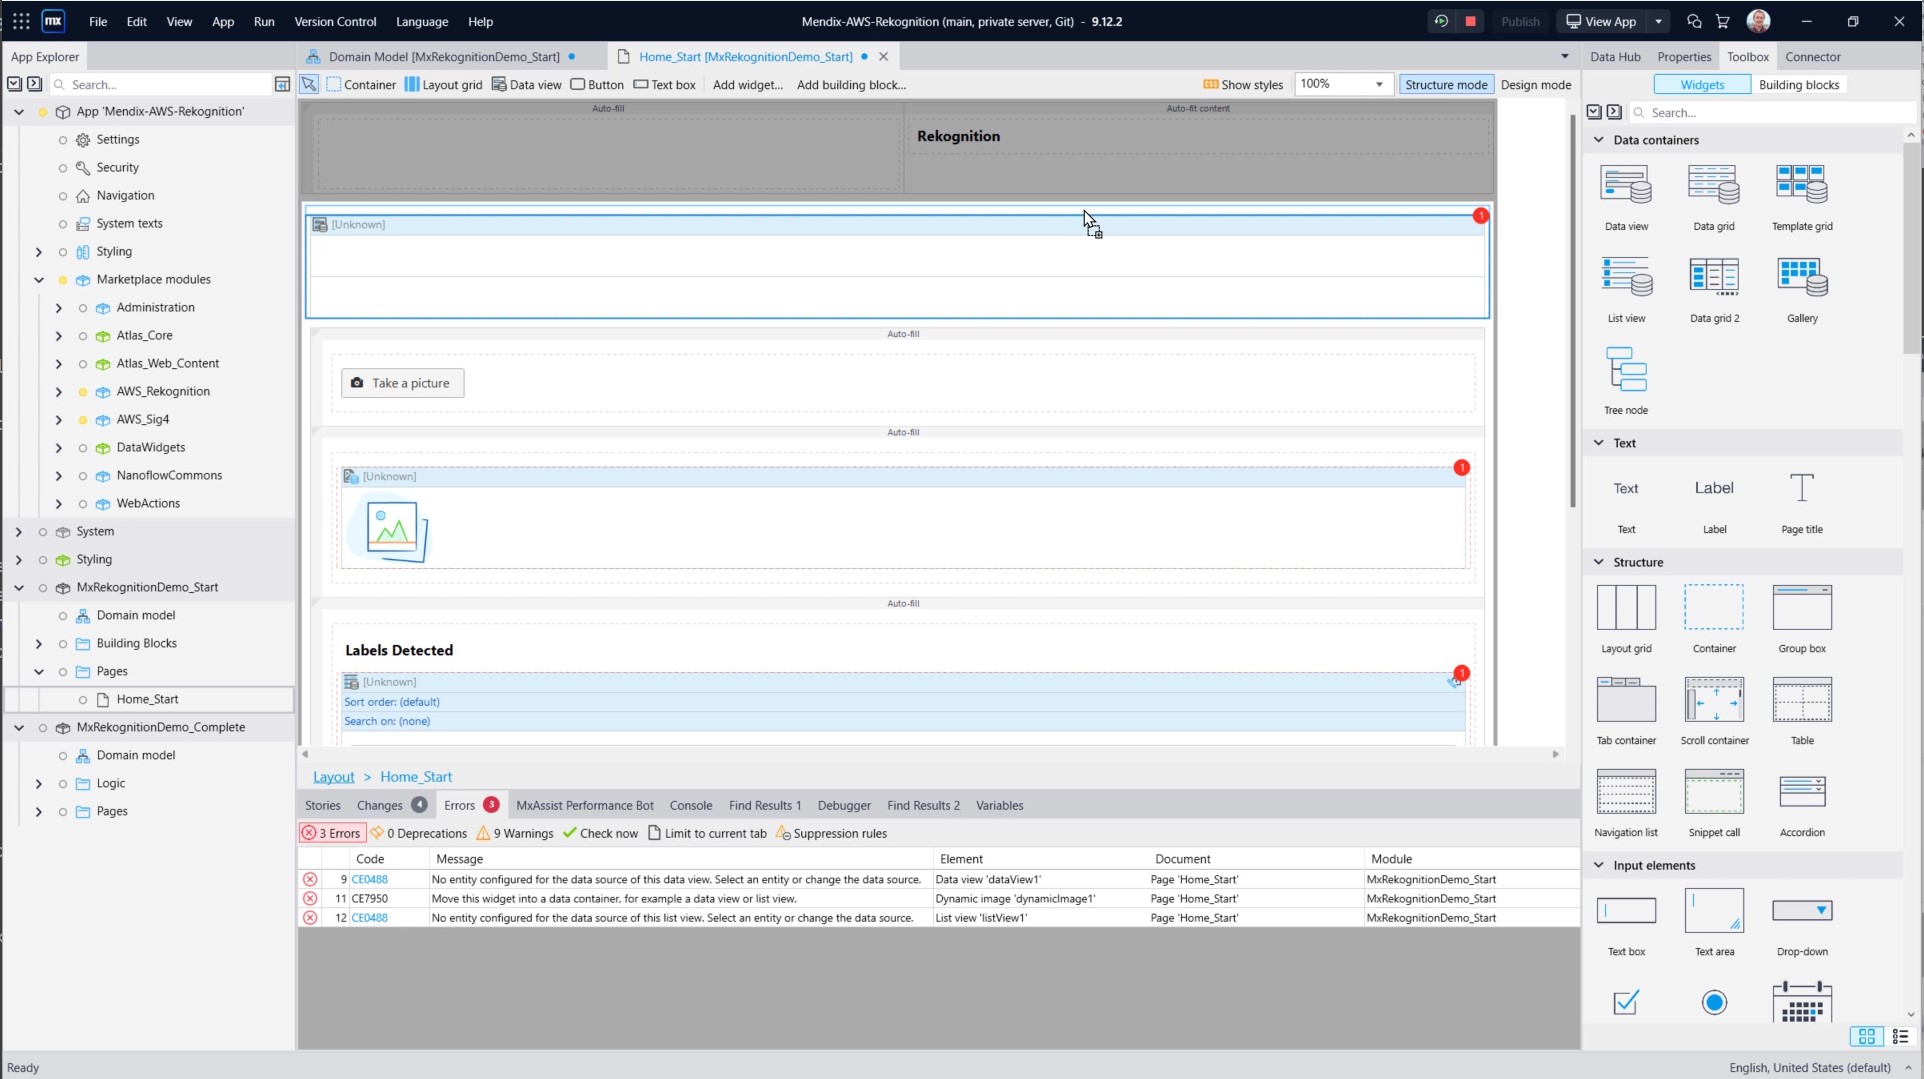 mx File Edit View App Run Version Control Language Help Mendix-AWS-Rekognition (main, private server, Git) - 9.12.2 Publish View App
App Explorer Domain Model [MxRekognitionDemo_Start] Home_Start [MxRekognitionDemo_Start] Data Hub Properties Toolbox Connector
Search... Container Layout grid Data view Button Text box Add widget... Add building block... Show styles 100% Structure mode Design mode Widgets Building blocks
Auto-fill Auto-fit content
Search...
App 'Mendix-AWS-Rekognition'
Settings
Security
Navigation
System texts
Styling
Marketplace modules
Administration
Atlas_Core
Atlas_Web_Content
AWS_Rekognition
AWS_Sig4
DataWidgets
NanoflowCommons
WebActions
System
Styling
MxRekognitionDemo_Start
Domain model
Building Blocks
Pages
Home_Start
MxRekognitionDemo_Complete
Domain model
Logic
Pages
Rekognition
[Unknown] 1
Auto-fill
Take a picture
Auto-fill
[Unknown] 1
Auto-fill
Labels Detected
[Unknown] 1
Sort order: (default)
Search on: (none)
Layout > Home_Start
Stories Changes 4 Errors 3 MxAssist Performance Bot Console Find Results 1 Debugger Find Results 2 Variables
3 Errors 0 Deprecations 9 Warnings Check now Limit to current tab Suppression rules
Code Message Element Document Module
9 CE0488 No entity configured for the data source of this data view. Select an entity or change the data source. Data view 'dataView1' Page 'Home_Start' MxRekognitionDemo_Start
11 CE7950 Move this widget into a data container, for example a data view or list view. Dynamic image 'dynamicImage1' Page 'Home_Start' MxRekognitionDemo_Start
12 CE0488 No entity configured for the data source of this list view. Select an entity or change the data source. List view 'listView1' Page 'Home_Start' MxRekognitionDemo_Start
Data containers
Data view Data grid Template grid
List view Data grid 2 Gallery
Tree node
Text
Text Label
Text Label Page title
Structure
Layout grid Container Group box
Tab container Scroll container Table
Navigation list Snippet call Accordion
Input elements
Text box Text area Drop-down
Ready English, United States (default)